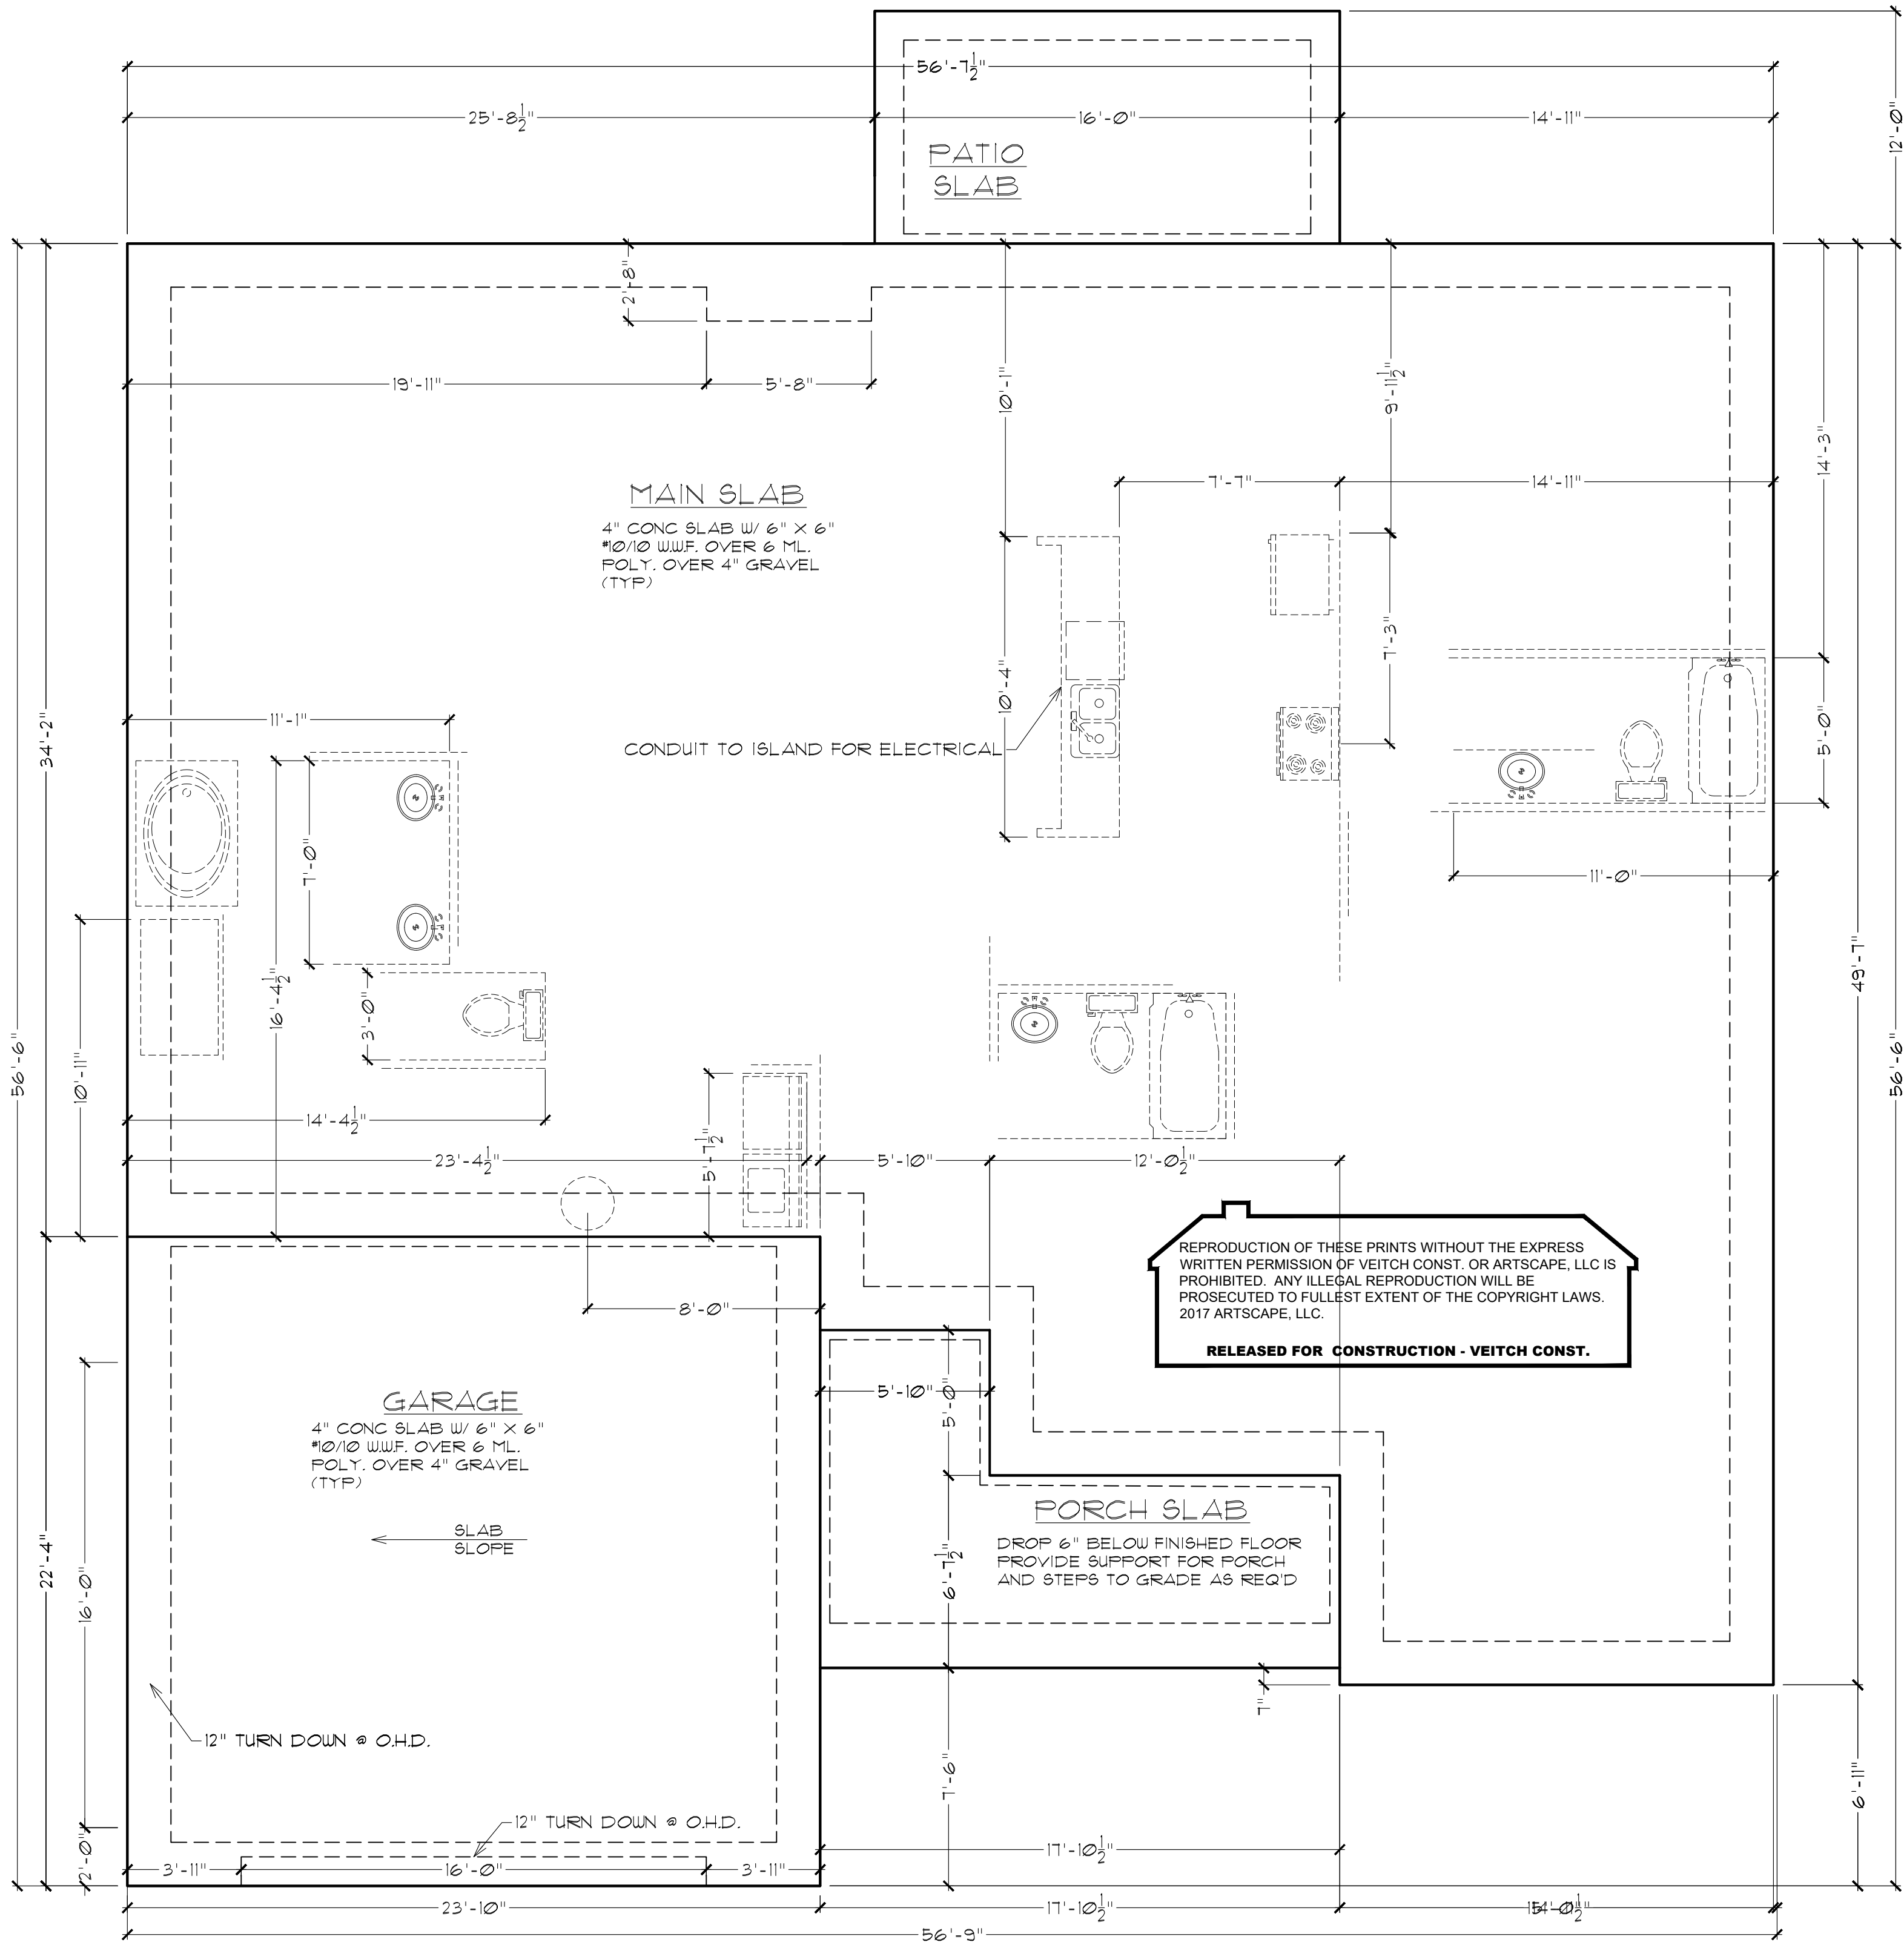 12'-0"
56'-7 1/2"
25'-8 1/2"
16'-0"
14'-11"
PATIO
SLAB
2'-8"
19'-11"
5'-8"
10'-1"
9'-11 1/2"
14'-3"
7'-7"
14'-11"
MAIN SLAB
4" CONC SLAB W/ 6" X 6"
#10/10 W.W.F. OVER 6 ML.
POLY. OVER 4" GRAVEL
(TYP)
7'-3"
10'-4"
11'-1"
34'-2"
CONDUIT TO ISLAND FOR ELECTRICAL
5'-0"
7'-0"
11'-0"
49'-7"
16'-4 1/2"
3'-0"
56'-6"
10'-11"
56'-6"
14'-4 1/2"
5'-7 1/2"
23'-4 1/2"
5'-10"
12'-0 1/2"
REPRODUCTION OF THESE PRINTS WITHOUT THE EXPRESS
WRITTEN PERMISSION OF VEITCH CONST. OR ARTSCAPE, LLC IS
PROHIBITED. ANY ILLEGAL REPRODUCTION WILL BE
PROSECUTED TO FULLEST EXTENT OF THE COPYRIGHT LAWS.
2017 ARTSCAPE, LLC.
RELEASED FOR CONSTRUCTION - VEITCH CONST.
8'-0"
5'-10"
5'-0"
GARAGE
4" CONC SLAB W/ 6" X 6"
#10/10 W.W.F. OVER 6 ML.
POLY. OVER 4" GRAVEL
(TYP)
PORCH SLAB
DROP 6" BELOW FINISHED FLOOR
PROVIDE SUPPORT FOR PORCH
AND STEPS TO GRADE AS REQ'D
SLAB
SLOPE
22'-4"
16'-0"
6'-7 1/2"
7"
12" TURN DOWN @ O.H.D.
7'-6"
6'-11"
12" TURN DOWN @ O.H.D.
2'-0"
3'-11"
16'-0"
3'-11"
17'-10 1/2"
23'-10"
17'-10 1/2"
56'-9"